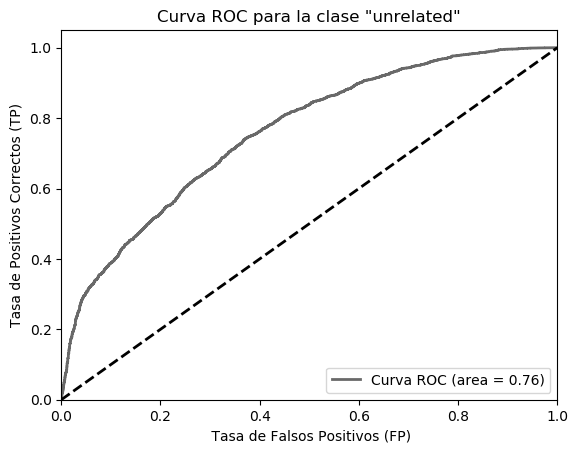 Curva ROC para la clase "unrelated"
Tasa de Positivos Correctos (TP)
1.0
0.8
0.6
0.4
0.2
0.0
0.0 0.2 0.4 0.6 0.8 1.0
Curva ROC (area = 0.76)
Tasa de Falsos Positivos (FP)